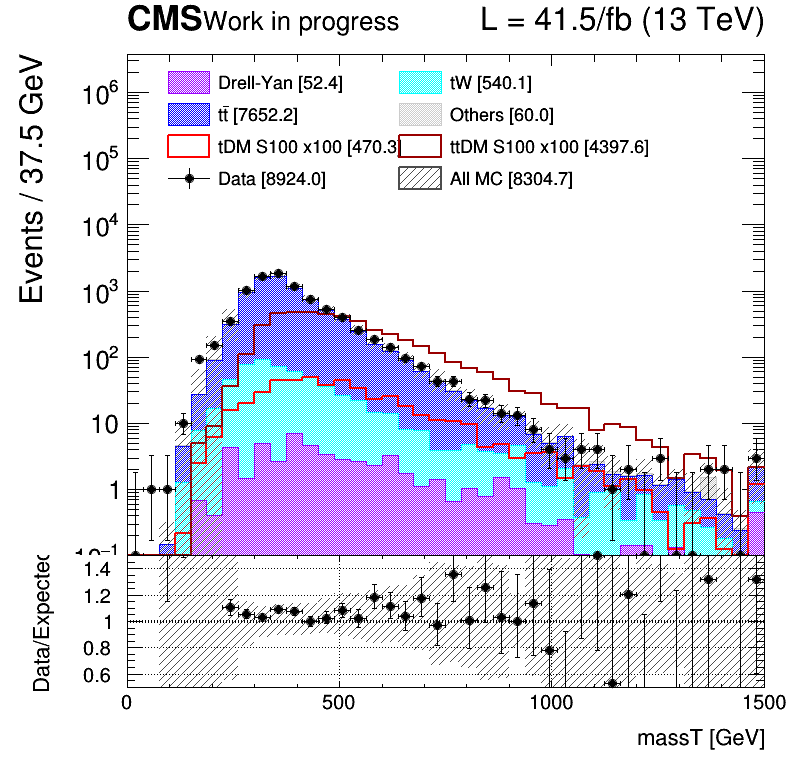 CMS Work in progress L = 41.5/fb (13 TeV)
Events / 37.5 GeV
Drell-Yan [52.4] tW [540.1]
tt̄ [7652.2] Others [60.0]
tDM S100 x100 [470.3 ttDM S100 x100 [4397.6]
Data [8924.0] All MC [8304.7]
10⁶
10⁵
10⁴
10³
10²
10
1
10⁻¹
Data/Expected
1.4
1.2
1
0.8
0.6
0 500 1000 1500
massT [GeV]